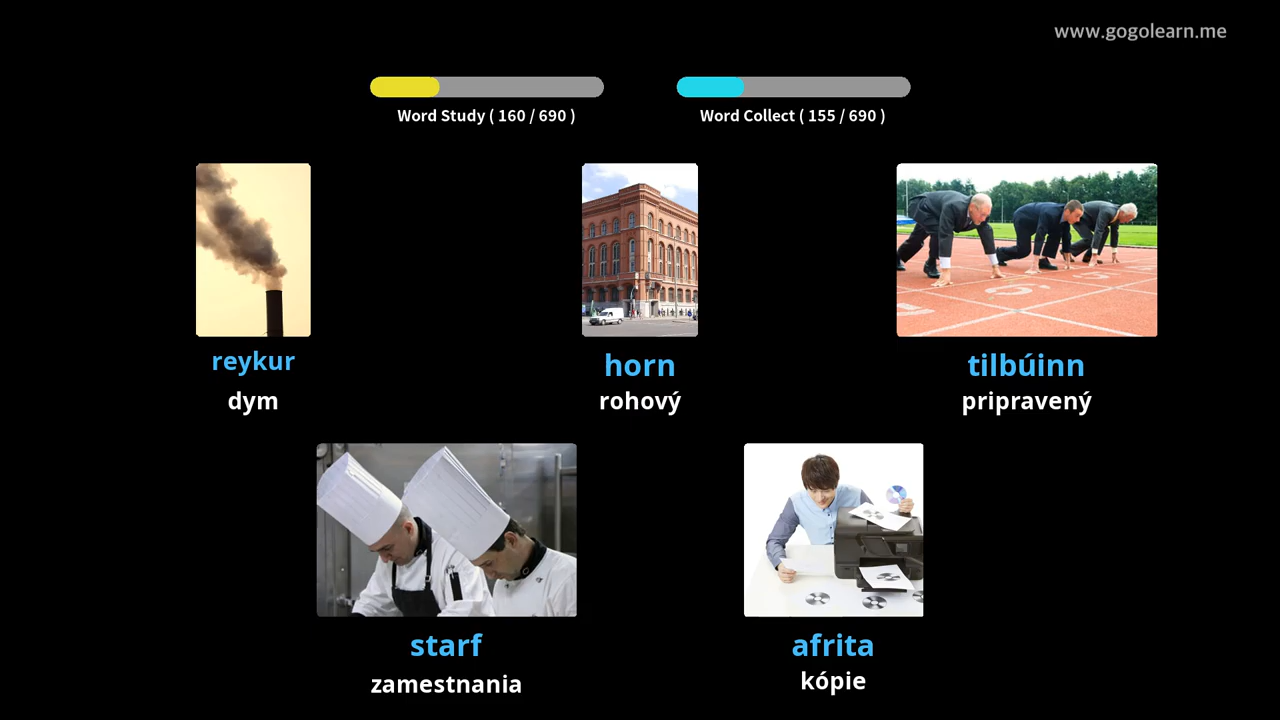 www.gogolearn.me
Word Study ( 160 / 690 )
Word Collect ( 155 / 690 )
reykur
horn
tilbúinn
dym
rohový
pripravený
starf
afrita
zamestnania
kópie